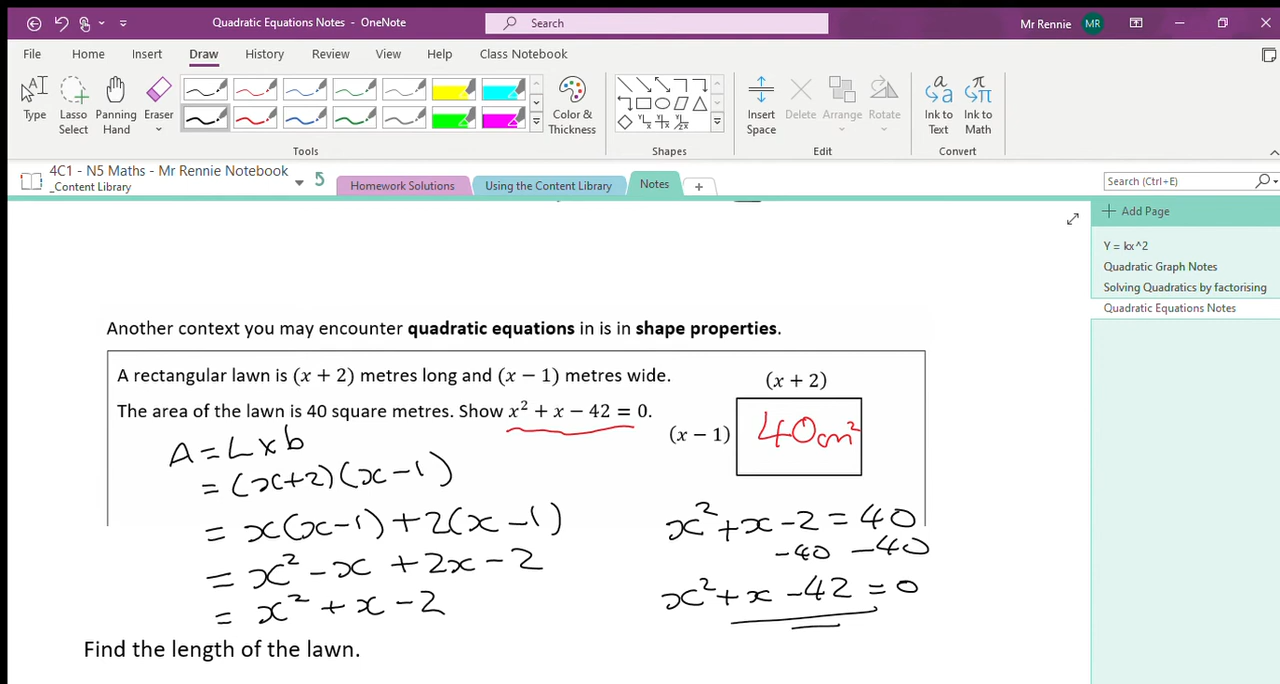 Quadratic Equations Notes - OneNote
Search
Mr Rennie MR
File Home Insert Draw History Review View Help Class Notebook
Type
Lasso Select
Panning Hand
Eraser
Color & Thickness
Insert Space
Delete
Arrange
Rotate
Ink to Text
Ink to Math
Tools Shapes Edit Convert
4C1 - N5 Maths - Mr Rennie Notebook
_Content Library
Homework Solutions
Using the Content Library
Notes
+
Search (Ctrl+E)
Add Page
Y = kx^2
Quadratic Graph Notes
Solving Quadratics by factorising
Quadratic Equations Notes
Another context you may encounter quadratic equations in is in shape properties.
A rectangular lawn is (x + 2) metres long and (x − 1) metres wide.
The area of the lawn is 40 square metres. Show x² + x − 42 = 0.
(x + 2)
(x − 1)
40cm²
A = L x b
= (x+2)(x-1)
= x(x-1)+2(x-1)
= x² - x + 2x - 2
= x² + x - 2
x² + x - 2 = 40
-40 -40
x² + x - 42 = 0
Find the length of the lawn.